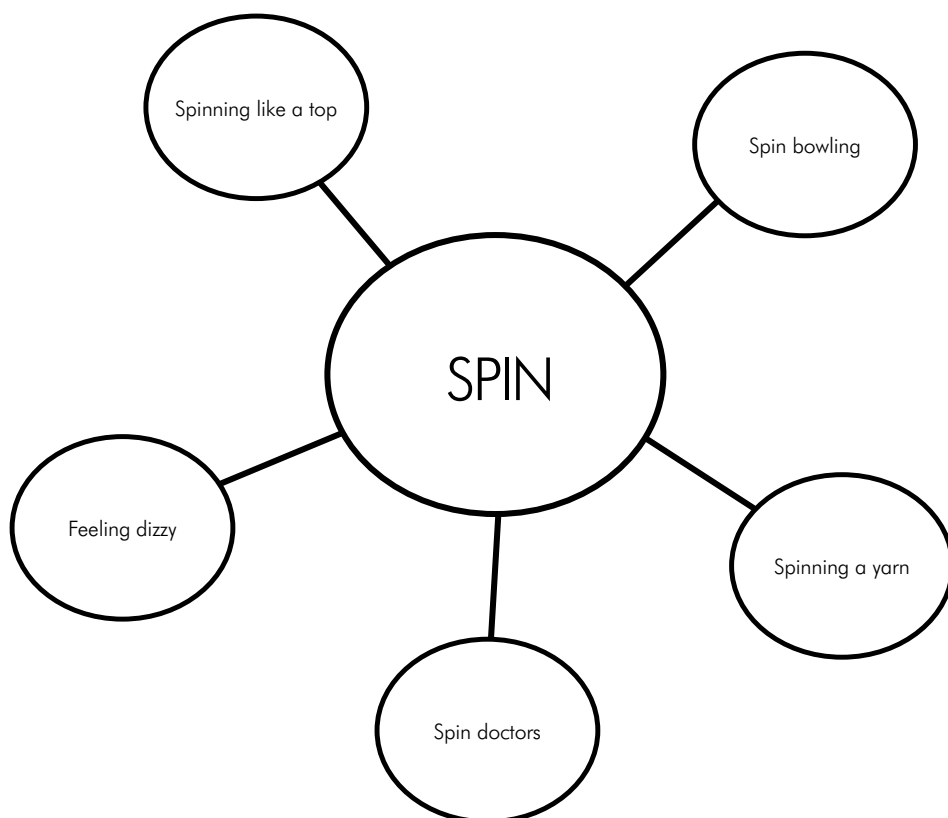 Spinning like a top
Spin bowling
SPIN
Feeling dizzy
Spinning a yarn
Spin doctors